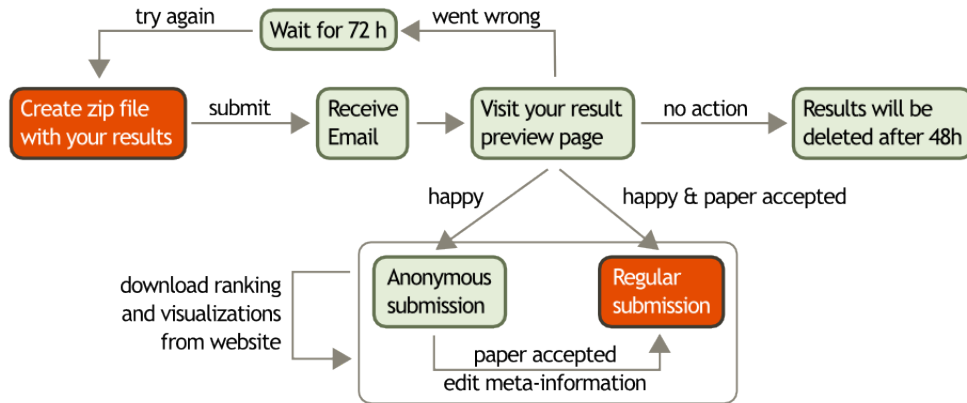 try again
Wait for 72 h
went wrong
Create zip file
with your results
submit
Receive
Email
Visit your result
preview page
no action
Results will be
deleted after 48h
happy
happy & paper accepted
download ranking
and visualizations
from website
Anonymous
submission
Regular
submission
paper accepted
edit meta-information